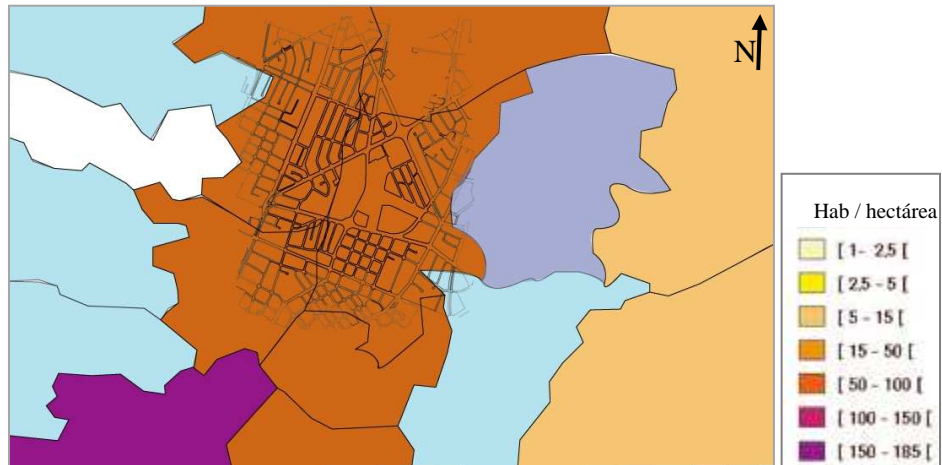 N
Hab / hectárea
[ 1 - 2,5 [
[ 2,5 - 5 [
[ 5 - 15 [
[ 15 - 50 [
[ 50 - 100 [
[ 100 - 150 [
[ 150 - 185 [